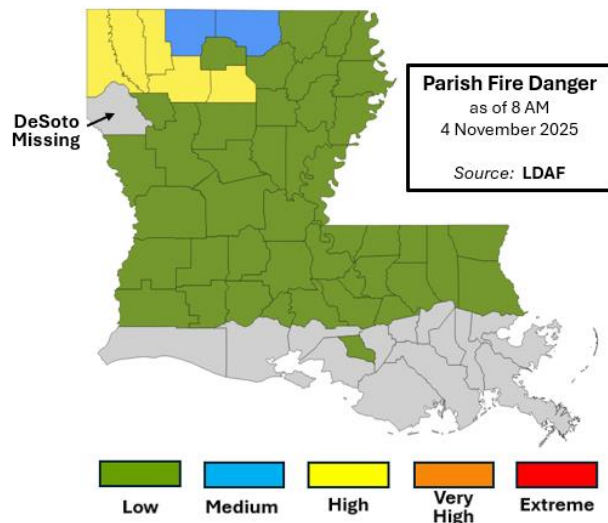 Parish Fire Danger
as of 8 AM
4 November 2025
Source: LDAF
DeSoto
Missing
Low
Medium
High
Very
High
Extreme